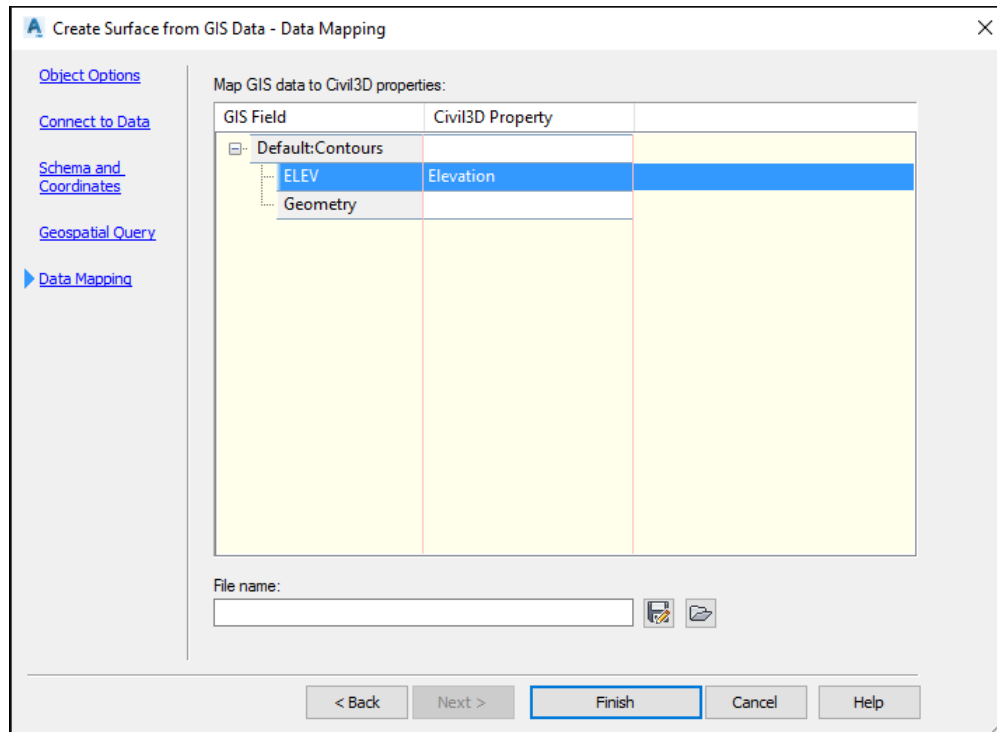 Create Surface from GIS Data - Data Mapping
Object Options
Connect to Data
Schema and
Coordinates
Geospatial Query
Data Mapping
Map GIS data to Civil3D properties:
GIS Field Civil3D Property
Default:Contours
ELEV Elevation
Geometry
File name:
< Back Next > Finish Cancel Help